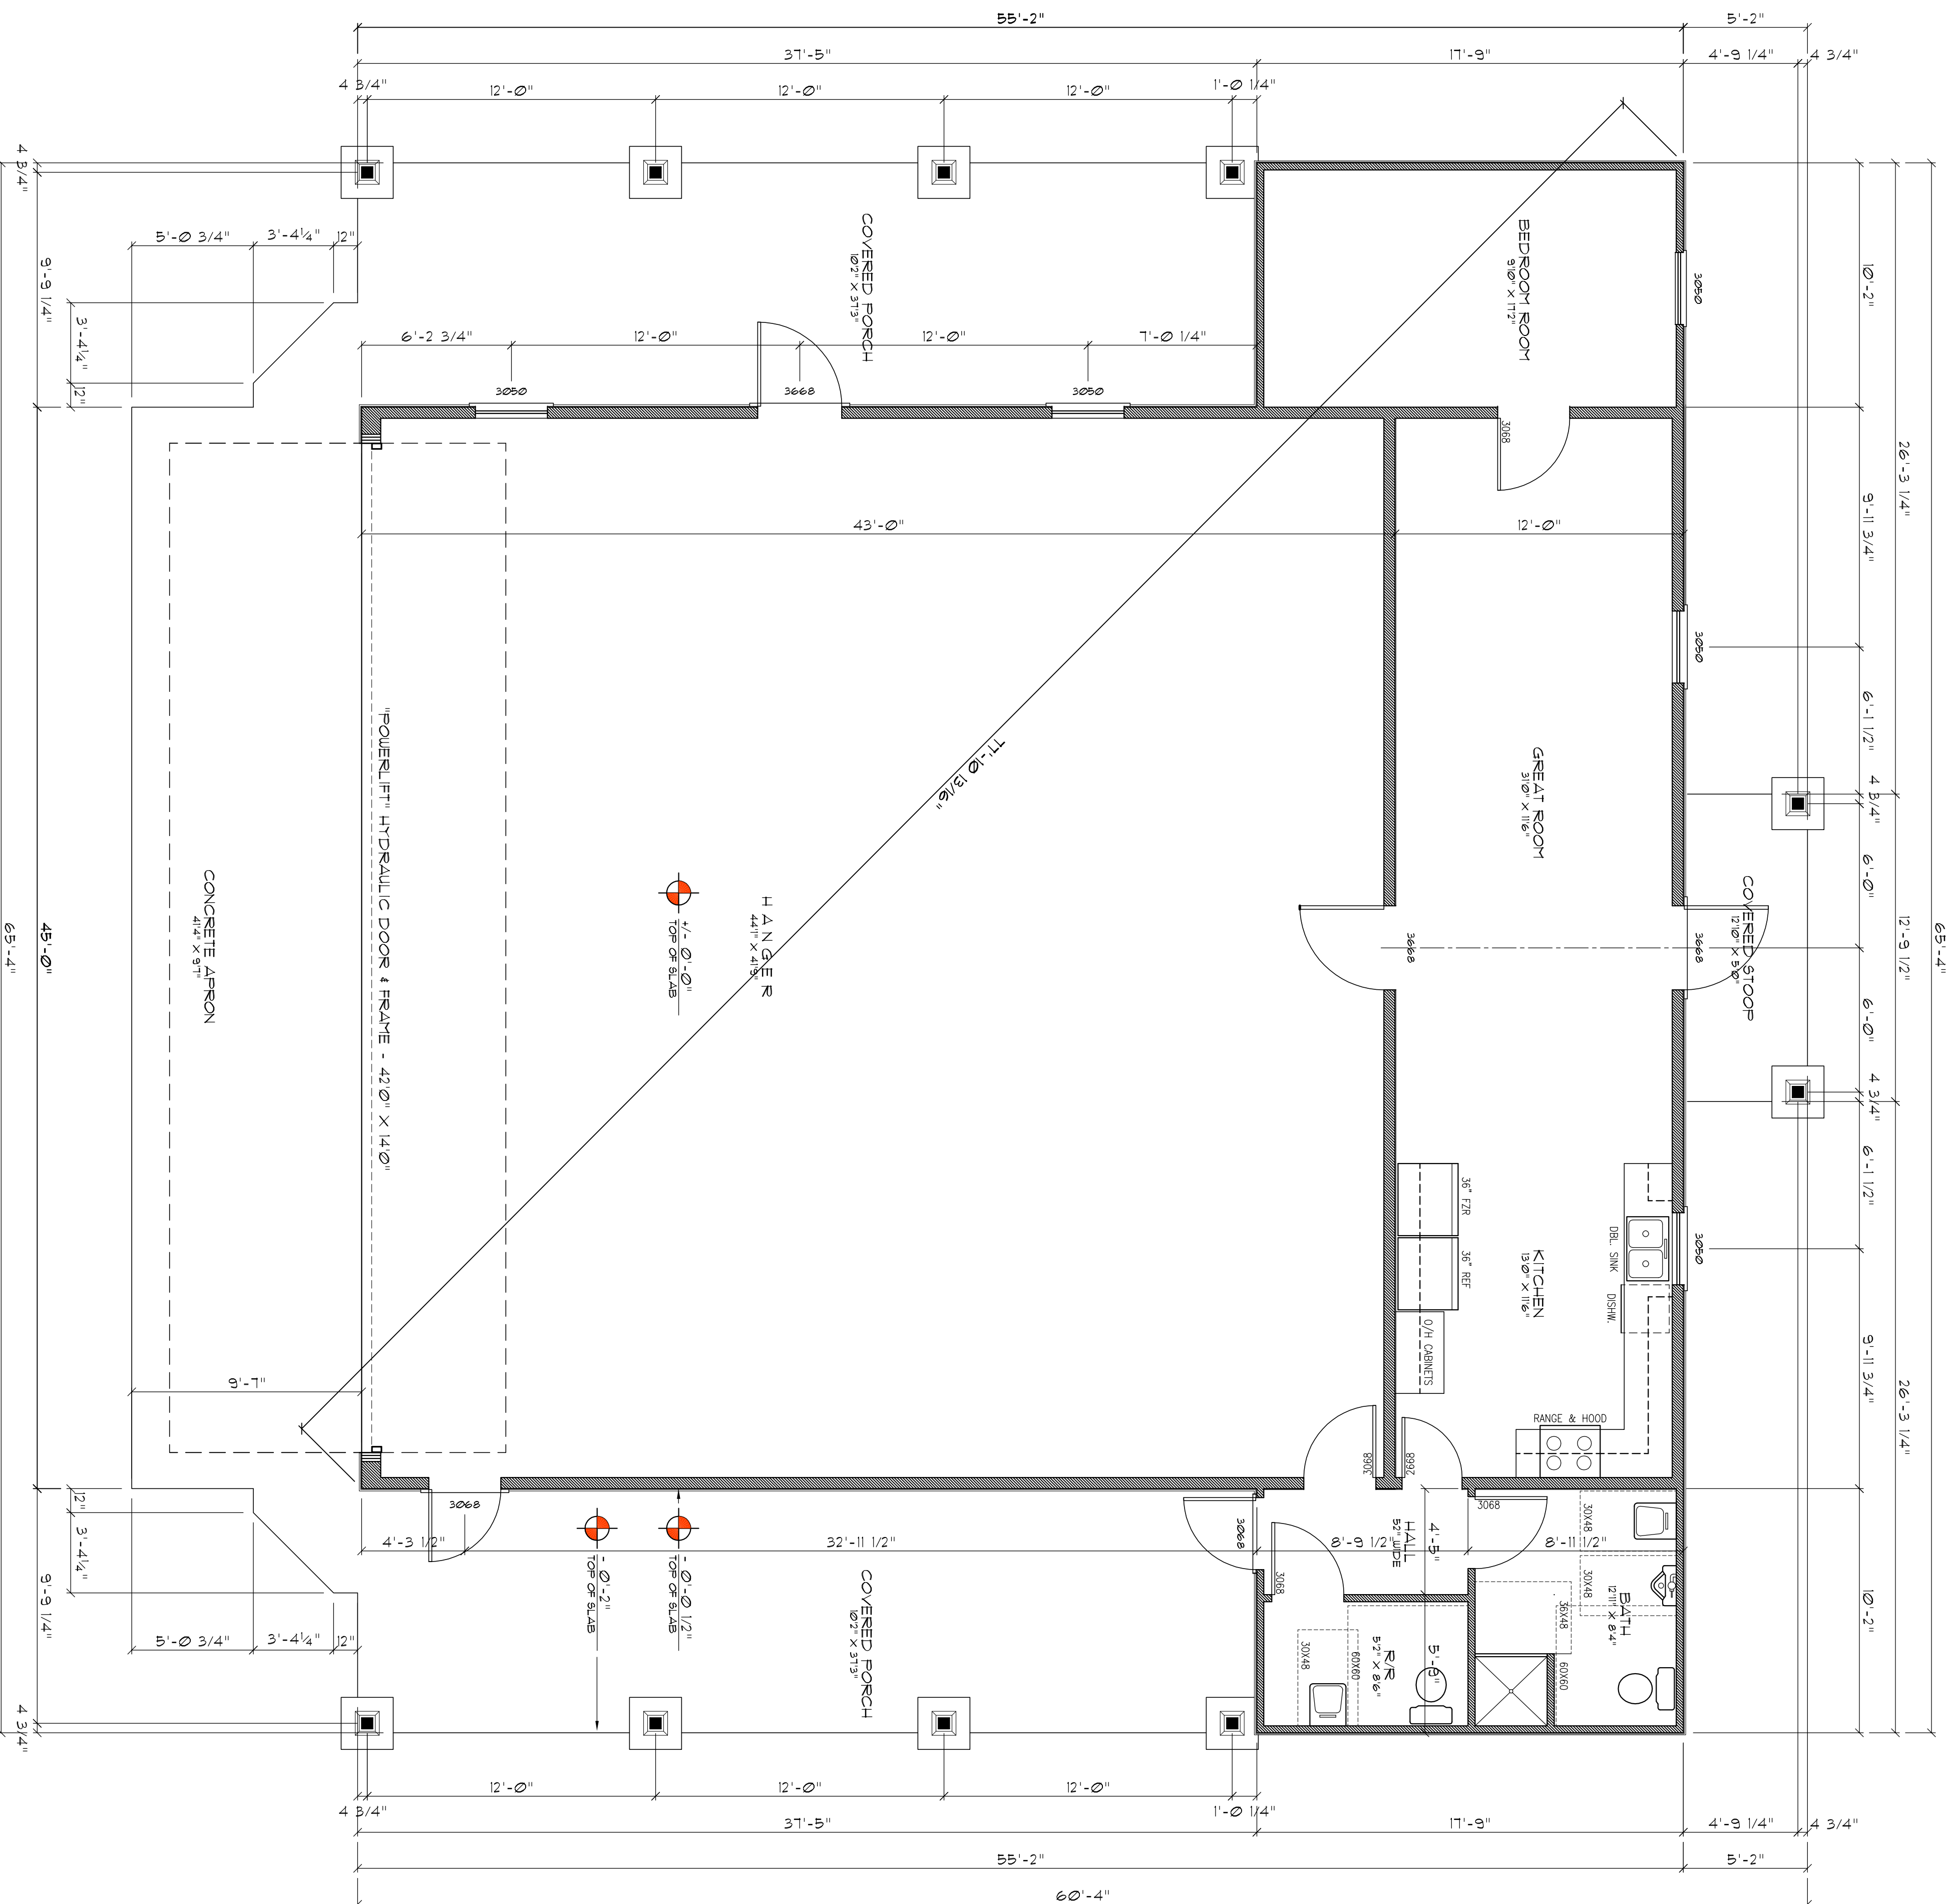 55'-2"
5'-2"
37'-5"
17'-9"
4'-9 1/4"
4 3/4"
4 3/4"
12'-0"
12'-0"
12'-0"
1'-0 1/4"
4 3/4"
9'-9 1/4"
45'-0"
65'-4"
9'-9 1/4"
4 3/4"
5'-0 3/4"
3'-4 1/4"
12"
3'-4 1/4"
12"
COVERED PORCH
10'2" X 37'3"
BEDROOM ROOM
9'10" X 17'2"
3050
10'-2"
26'-3 1/4"
6'-2 3/4"
12'-0"
12'-0"
7'-0 1/4"
3050
3668
3050
3068
43'-0"
12'-0"
9'-11 3/4"
3050
6'-1 1/2"
4 3/4"
6'-0"
12'-9 1/2"
65'-4"
6'-0"
4 3/4"
6'-1 1/2"
9'-11 3/4"
26'-3 1/4"
10'-2"
GREAT ROOM
31'0" X 11'6"
77'-10 13/16"
"POWERLIFT" HYDRAULIC DOOR & FRAME - 42'0" X 14'0"
CONCRETE APRON
41'4" X 9'7"
H A N G E R
44'1" X 41'9"
+/- 0'-0"
TOP OF SLAB
3668
3668
COVERED STOOP
12'10" X 5'0"
36" FZR
36" REF
O/H CABINETS
KITCHEN
13'0" X 11'6"
DBL. SINK
DISHW.
3050
RANGE & HOOD
9'-7"
3068
2668
3068
4'-3 1/2"
32'-11 1/2"
3068
8'-9 1/2"
8'-11 1/2"
HALL
52" WIDE
4'-5"
3068
3068
30X48
30X48
36X48
60X60
BATH
12'11" X 8'4"
R/R
5'2" X 8'6"
5'-9"
60X60
30X48
- 0'-2"
TOP OF SLAB
- 0'-0 1/2"
TOP OF SLAB
COVERED PORCH
10'2" X 37'3"
12"
3'-4 1/4"
5'-0 3/4"
3'-4 1/4"
12"
12'-0"
12'-0"
12'-0"
4 3/4"
1'-0 1/4"
37'-5"
17'-9"
4'-9 1/4"
4 3/4"
55'-2"
5'-2"
60'-4"